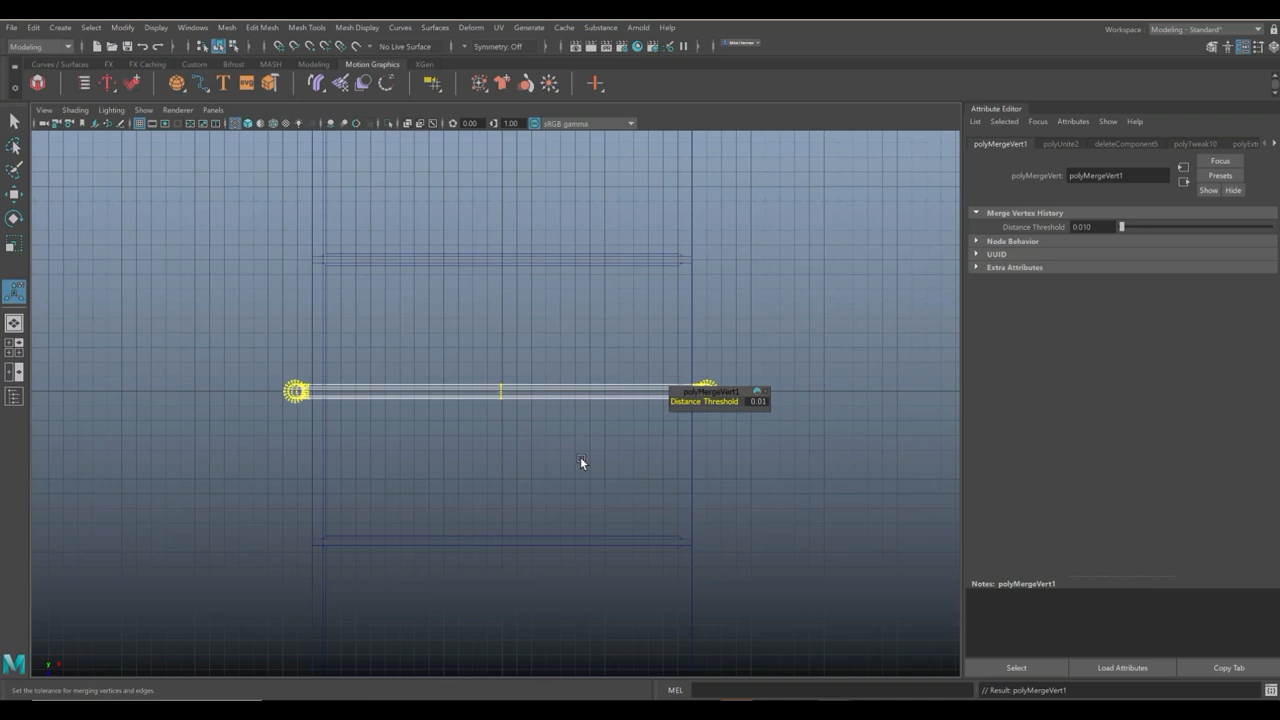 File Edit Create Select Modify Display Windows Mesh Edit Mesh Mesh Tools Mesh Display Curves Surfaces Deform UV Generate Cache Substance Arnold Help
Workspace: Modeling - Standard*
Modeling
No Live Surface
Symmetry: Off
Curves / Surfaces FX FX Caching Custom Bifrost MASH Modeling Motion Graphics XGen
T
SVG
View Shading Lighting Show Renderer Panels
0.00 1.00 sRGB gamma
polyMergeVert1
Distance Threshold 0.01
y x
Attribute Editor
List Selected Focus Attributes Show Help
polyMergeVert1 polyUnite2 deleteComponent5 polyTweak10 polyExtr
polyMergeVert: polyMergeVert1
Focus
Presets
Show Hide
Merge Vertex History
Distance Threshold 0.010
Node Behavior
UUID
Extra Attributes
Notes: polyMergeVert1
Select Load Attributes Copy Tab
Set the tolerance for merging vertices and edges.
MEL
// Result: polyMergeVert1